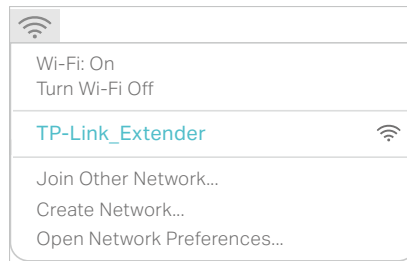 Wi-Fi: On
Turn Wi-Fi Off
TP-Link_Extender
Join Other Network...
Create Network...
Open Network Preferences...